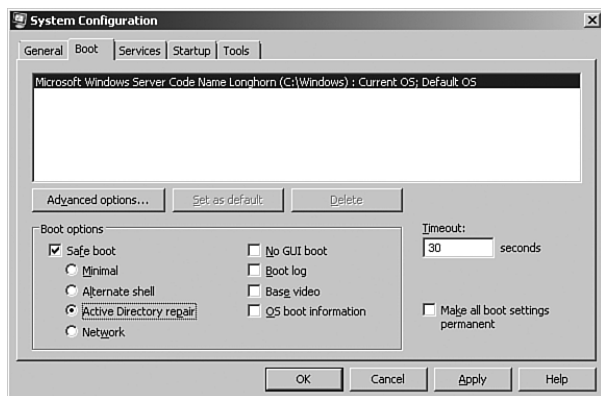 System Configuration
General Boot Services Startup Tools
Microsoft Windows Server Code Name Longhorn (C:\Windows) : Current OS; Default OS
Advanced options... Set as default Delete
Boot options
Safe boot
Minimal
Alternate shell
Active Directory repair
Network
No GUI boot
Boot log
Base video
OS boot information
Timeout:
30 seconds
Make all boot settings
permanent
OK Cancel Apply Help